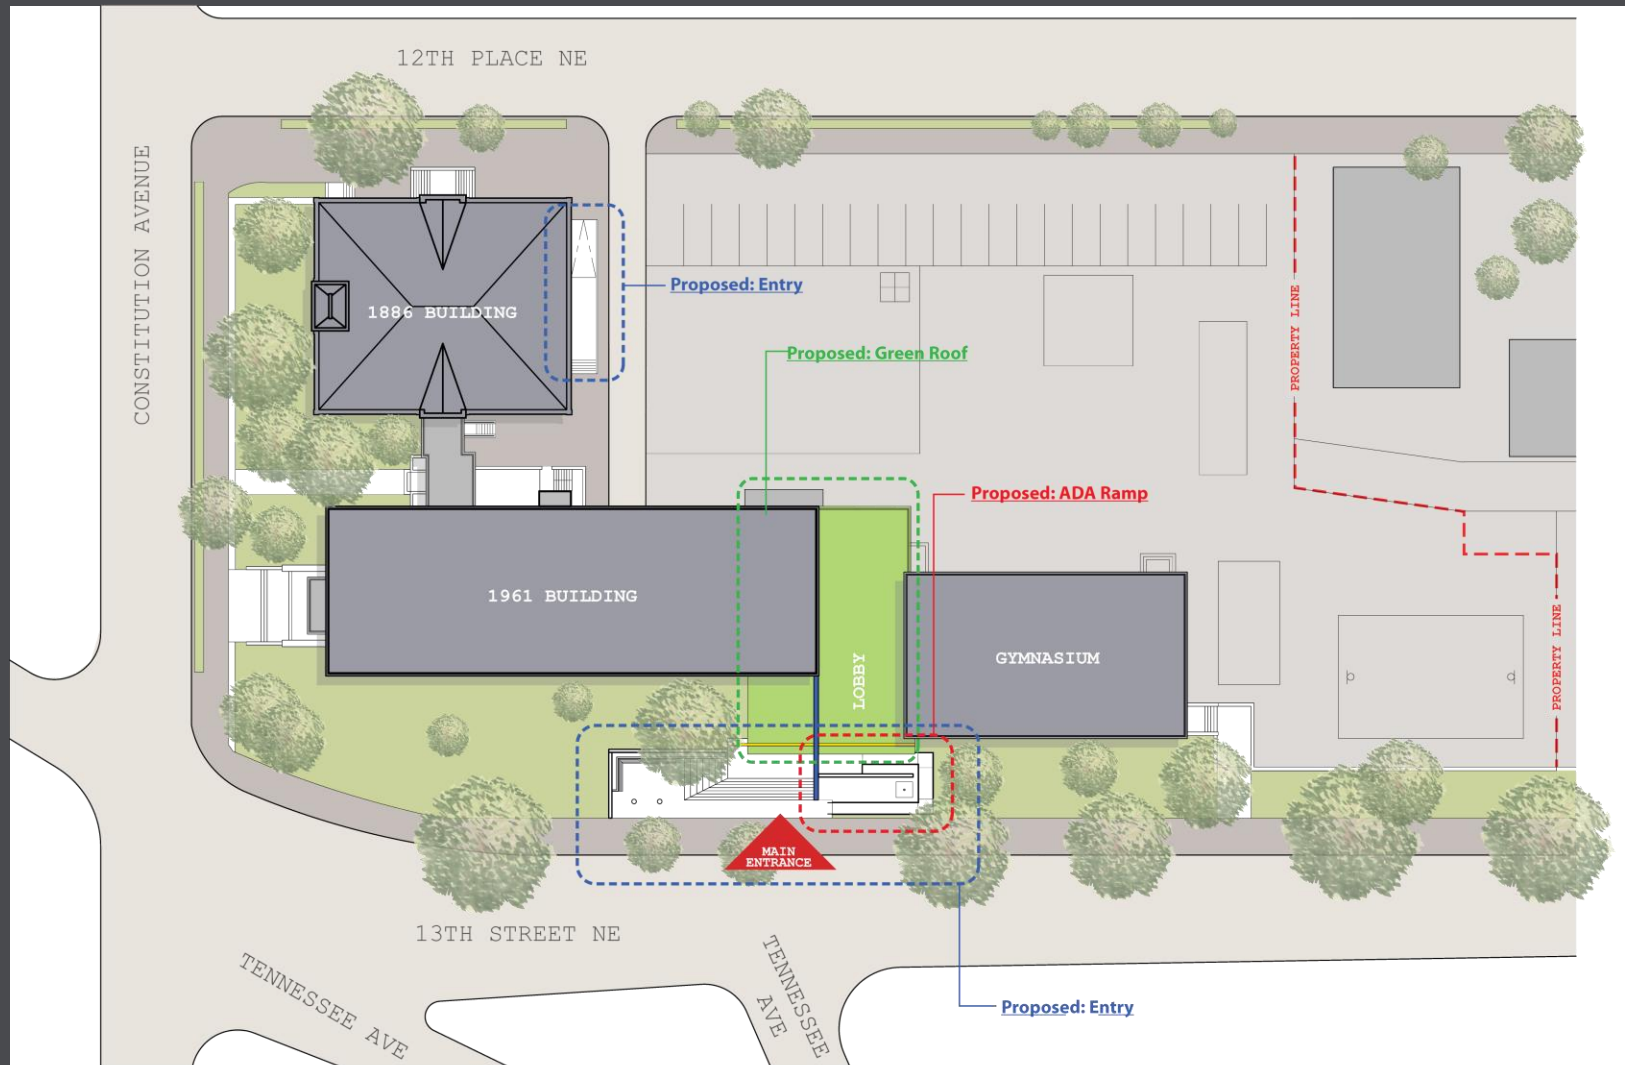 12TH PLACE NE
CONSTITUTION AVENUE
1886 BUILDING
Proposed: Entry
Proposed: Green Roof
PROPERTY LINE
Proposed: ADA Ramp
1961 BUILDING
LOBBY
GYMNASIUM
PROPERTY LINE
MAIN
ENTRANCE
13TH STREET NE
TENNESSEE AVE
TENNESSEE
AVE
Proposed: Entry